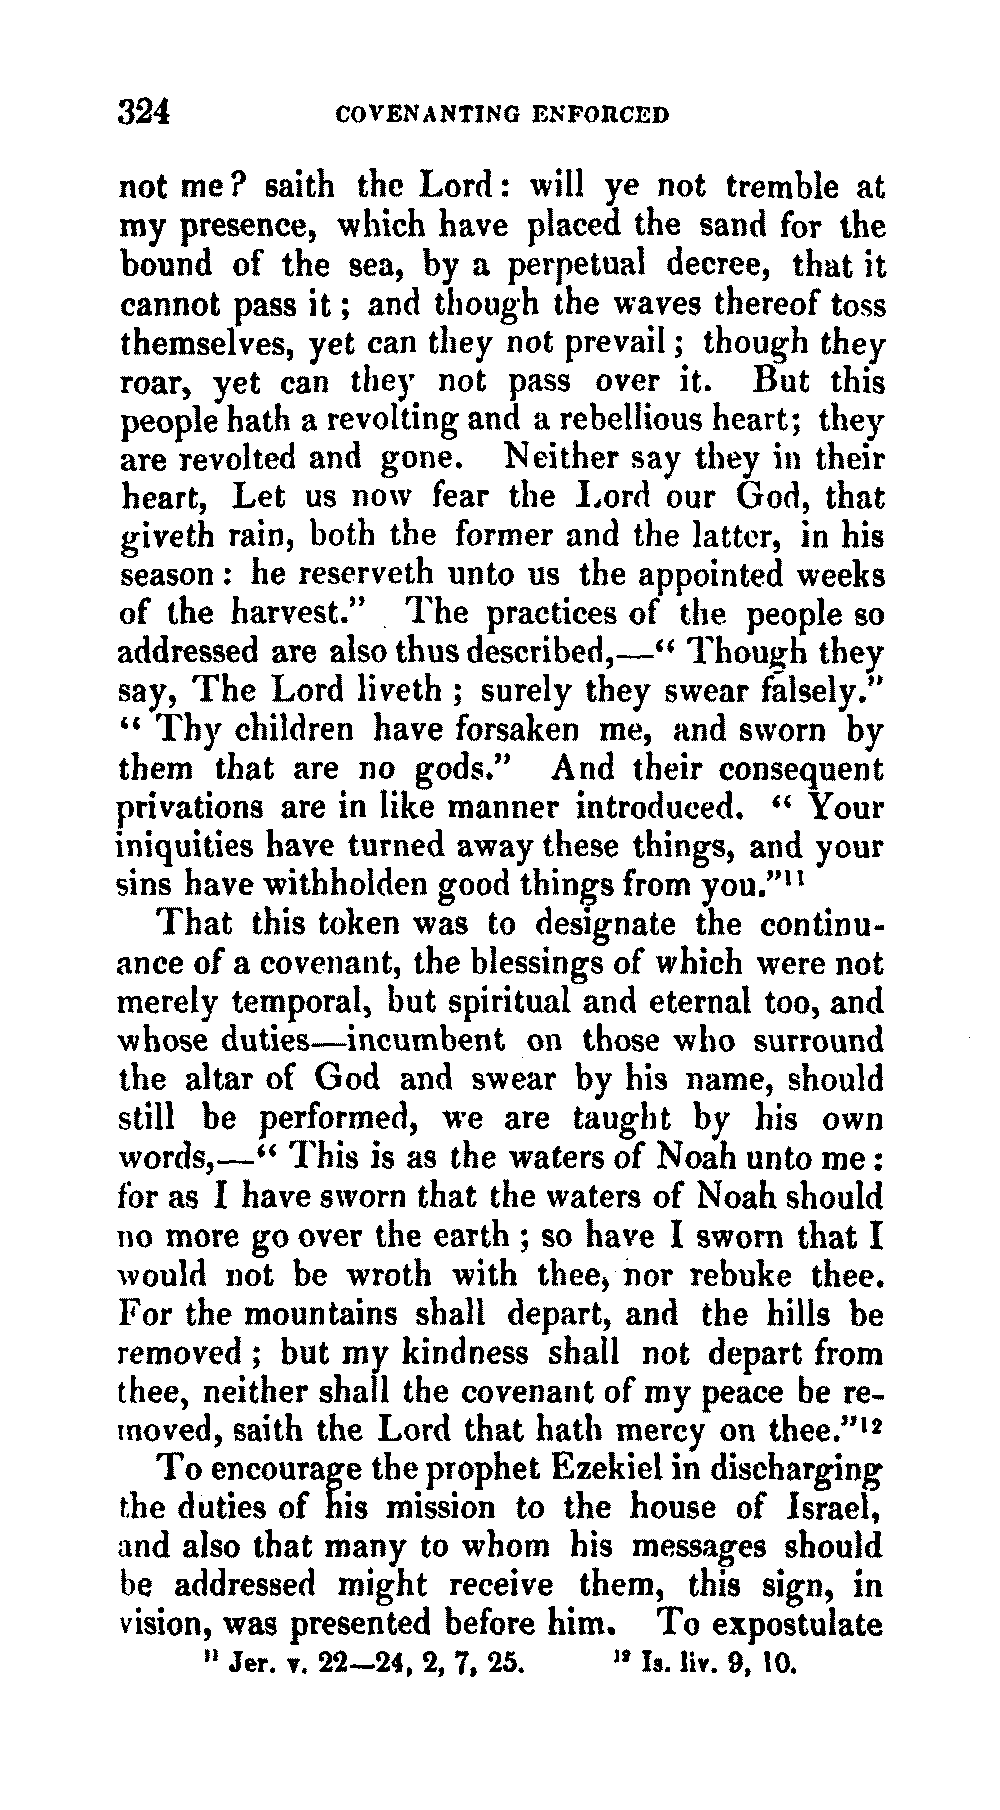 324 COVENANTING ENFORCED
not me? saith the Lord: will ye not tremble at
my presence, which have placed the sand for the
bound of the sea, by a perpetual decree, that it
cannot pass it; and though the waves thereof toss
themselves, yet can they not prevail; though they
roar, yet can they not pass over it. But this
people hath a revolting and a rebellious heart; they
are revolted and gone. Neither say they in their
heart, Let us now fear the Lord our God, that
giveth rain, both the former and the latter, in his
season: he reserveth unto us the appointed weeks
of the harvest." The practices of the people so
addressed are also thus described,—" Though they
say, The Lord liveth; surely they swear falsely."
" Thy children have forsaken me, and sworn by
them that are no gods." And their consequent
privations are in like manner introduced. " Your
iniquities have turned away these things, and your
sins have withholden good things from you."¹¹
That this token was to designate the continu-
ance of a covenant, the blessings of which were not
merely temporal, but spiritual and eternal too, and
whose duties—incumbent on those who surround
the altar of God and swear by his name, should
still be performed, we are taught by his own
words,—" This is as the waters of Noah unto me:
for as I have sworn that the waters of Noah should
no more go over the earth; so have I sworn that I
would not be wroth with thee, nor rebuke thee.
For the mountains shall depart, and the hills be
removed; but my kindness shall not depart from
thee, neither shall the covenant of my peace be re-
moved, saith the Lord that hath mercy on thee."¹²
To encourage the prophet Ezekiel in discharging
the duties of his mission to the house of Israel,
and also that many to whom his messages should
be addressed might receive them, this sign, in
vision, was presented before him. To expostulate
¹¹ Jer. v. 22—24, 2, 7, 25. ¹² Is. liv. 9, 10.